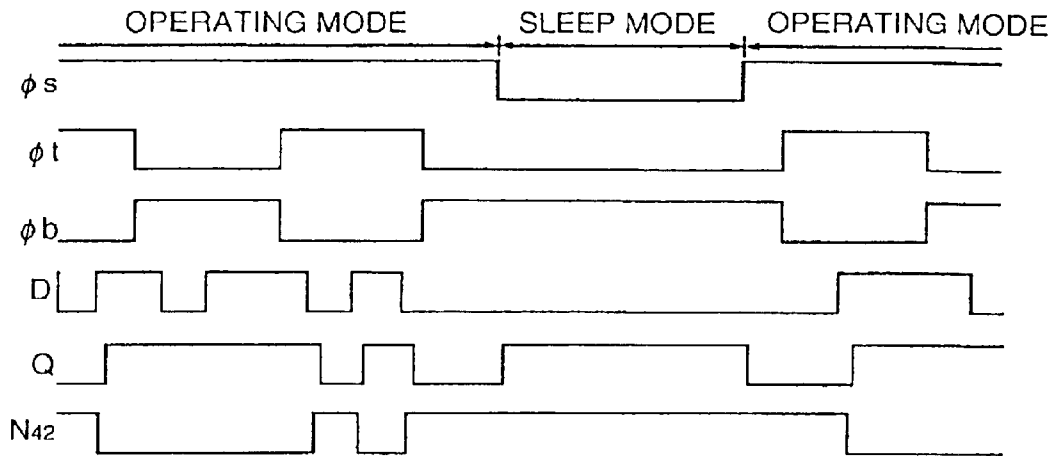 OPERATING MODE SLEEP MODE OPERATING MODE
φs
φt
φb
D
Q
N42